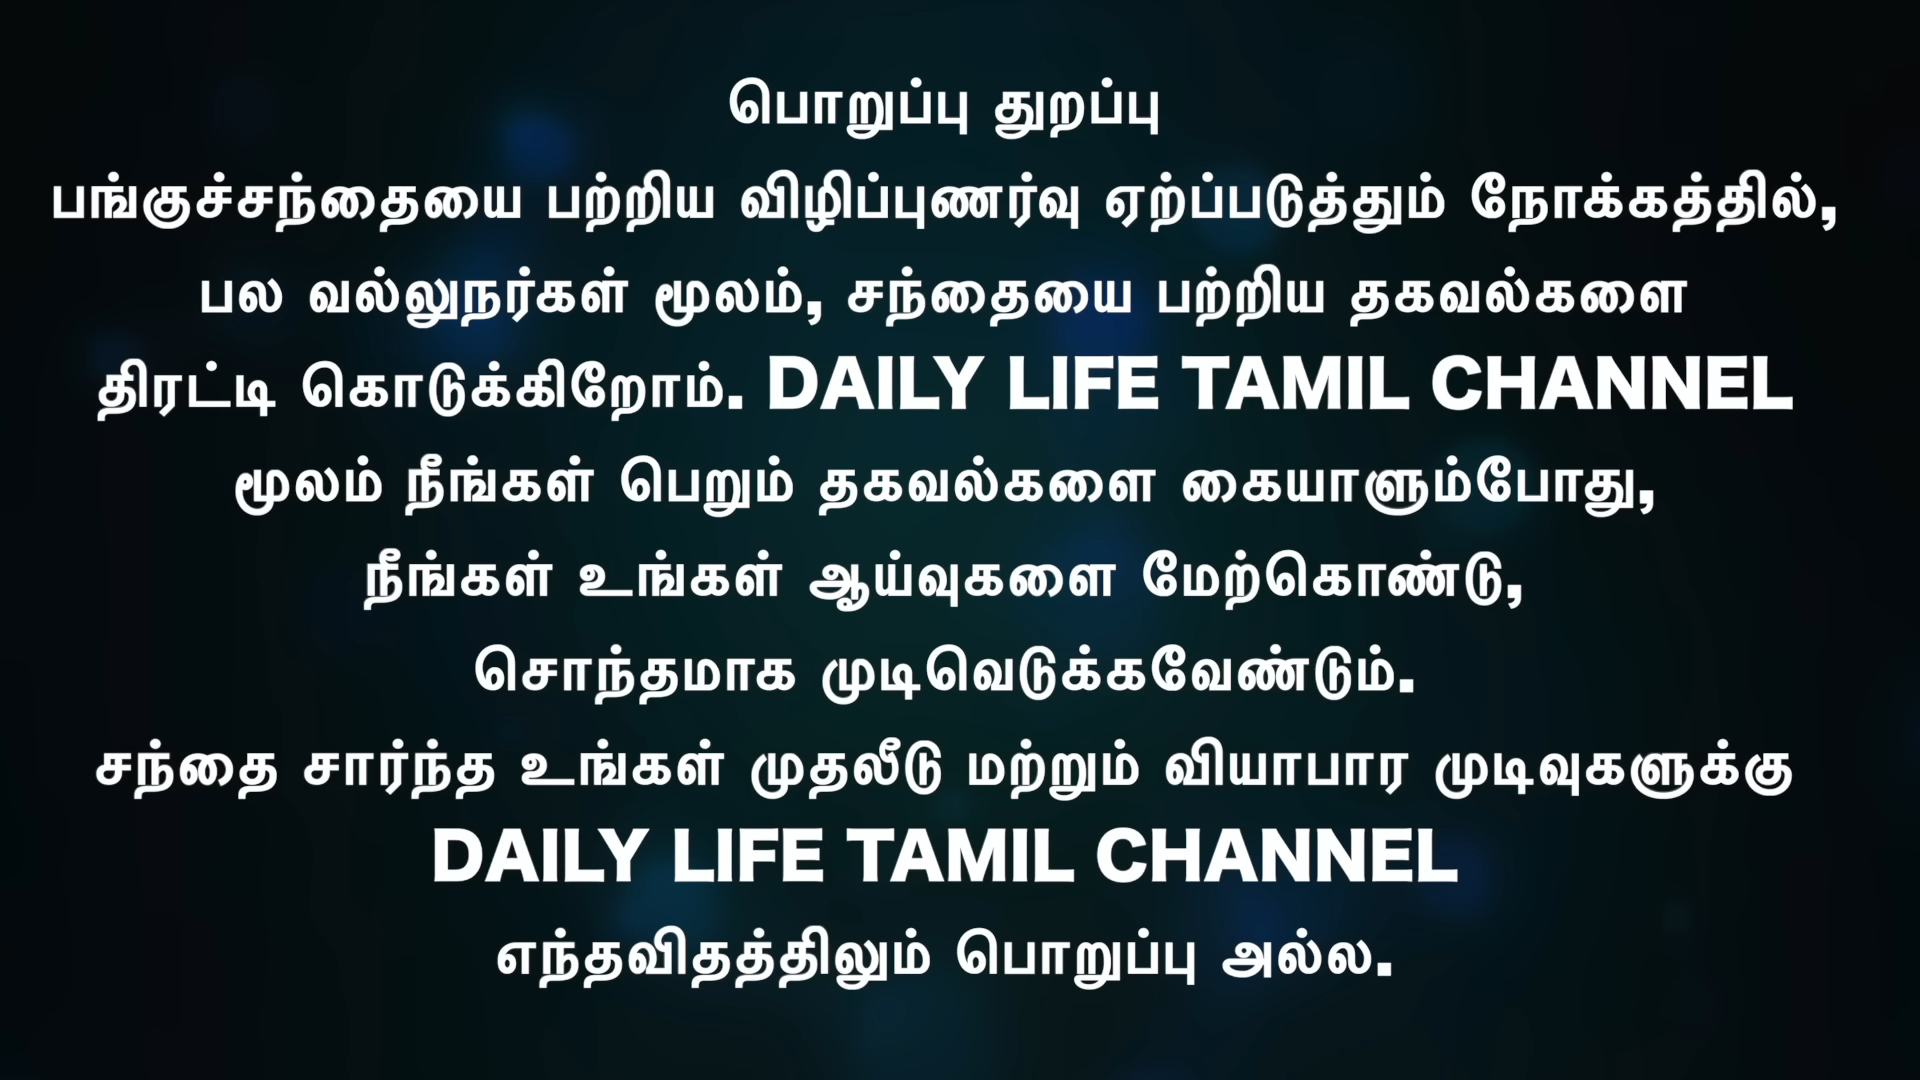 பொறுப்பு துறப்பு
பங்குச்சந்தையை பற்றிய விழிப்புணர்வு ஏற்ப்படுத்தும் நோக்கத்தில்,
பல வல்லுநர்கள் மூலம், சந்தையை பற்றிய தகவல்களை
திரட்டி கொடுக்கிறோம். DAILY LIFE TAMIL CHANNEL
மூலம் நீங்கள் பெறும் தகவல்களை கையாளும்போது,
நீங்கள் உங்கள் ஆய்வுகளை மேற்கொண்டு,
சொந்தமாக முடிவெடுக்கவேண்டும்.
சந்தை சார்ந்த உங்கள் முதலீடு மற்றும் வியாபார முடிவுகளுக்கு
DAILY LIFE TAMIL CHANNEL
எந்தவிதத்திலும் பொறுப்பு அல்ல.